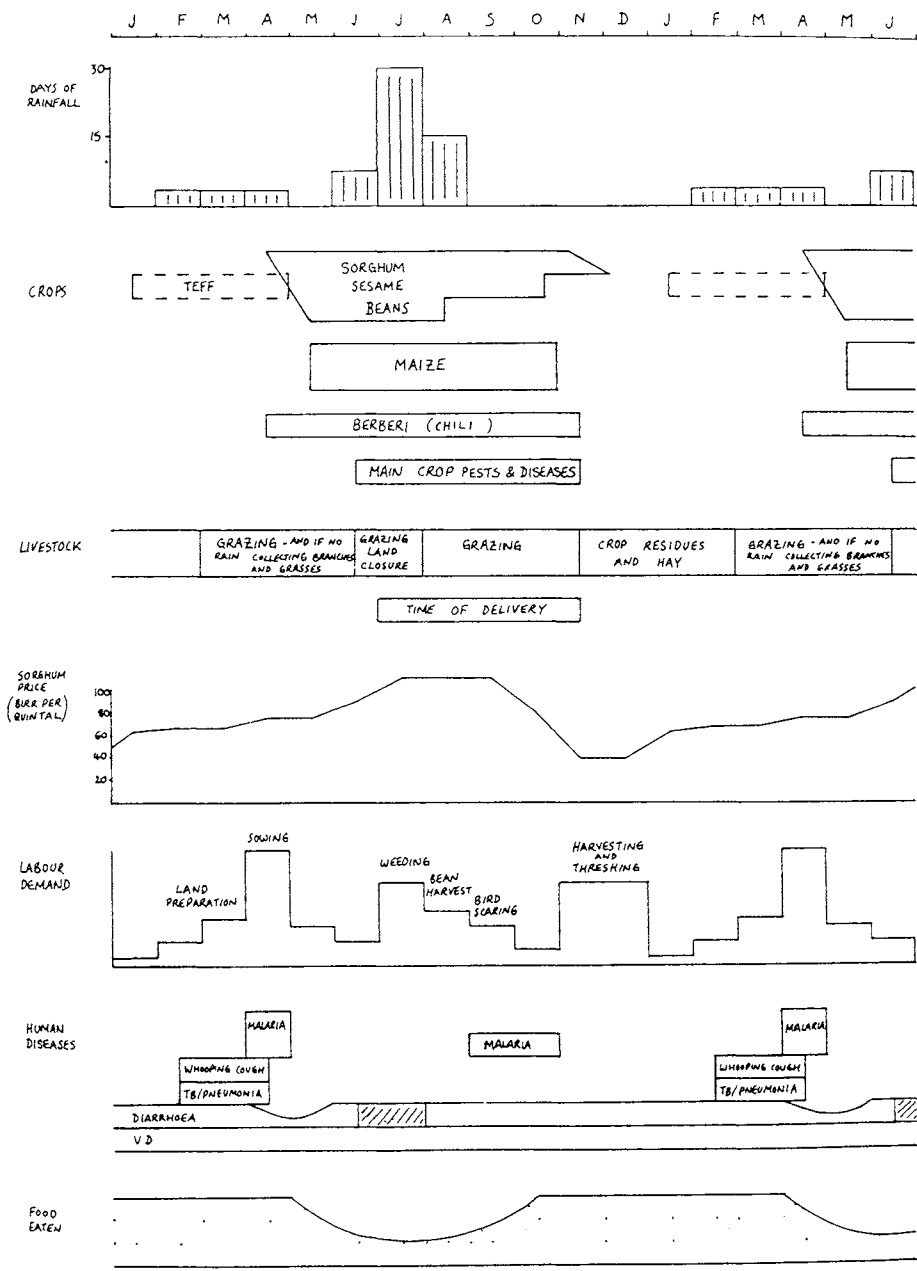 J F M A M J J A S O N D J F M A M J
DAYS OF
RAINFALL
30
15
CROPS
TEFF
SORGHUM
SESAME
BEANS
MAIZE
BERBERI (CHILI)
MAIN CROP PESTS & DISEASES
LIVESTOCK
GRAZING - AND IF NO
RAIN COLLECTING BRANCHES
AND GRASSES
GRAZING
LAND
CLOSURE
GRAZING
CROP RESIDUES
AND HAY
GRAZING - AND IF NO
RAIN COLLECTING BRANCHES
AND GRASSES
TIME OF DELIVERY
SORGHUM
PRICE
(BIRR PER
QUINTAL)
100
80
60
40
20
LABOUR
DEMAND
LAND
PREPARATION
SOWING
WEEDING
BEAN
HARVEST
BIRD
SCARING
HARVESTING
AND
THRESHING
HUMAN
DISEASES
MALARIA
WHOOPING COUGH
TB/PNEUMONIA
DIARRHOEA
VD
MALARIA
MALARIA
WHOOPING COUGH
TB/PNEUMONIA
FOOD
EATEN